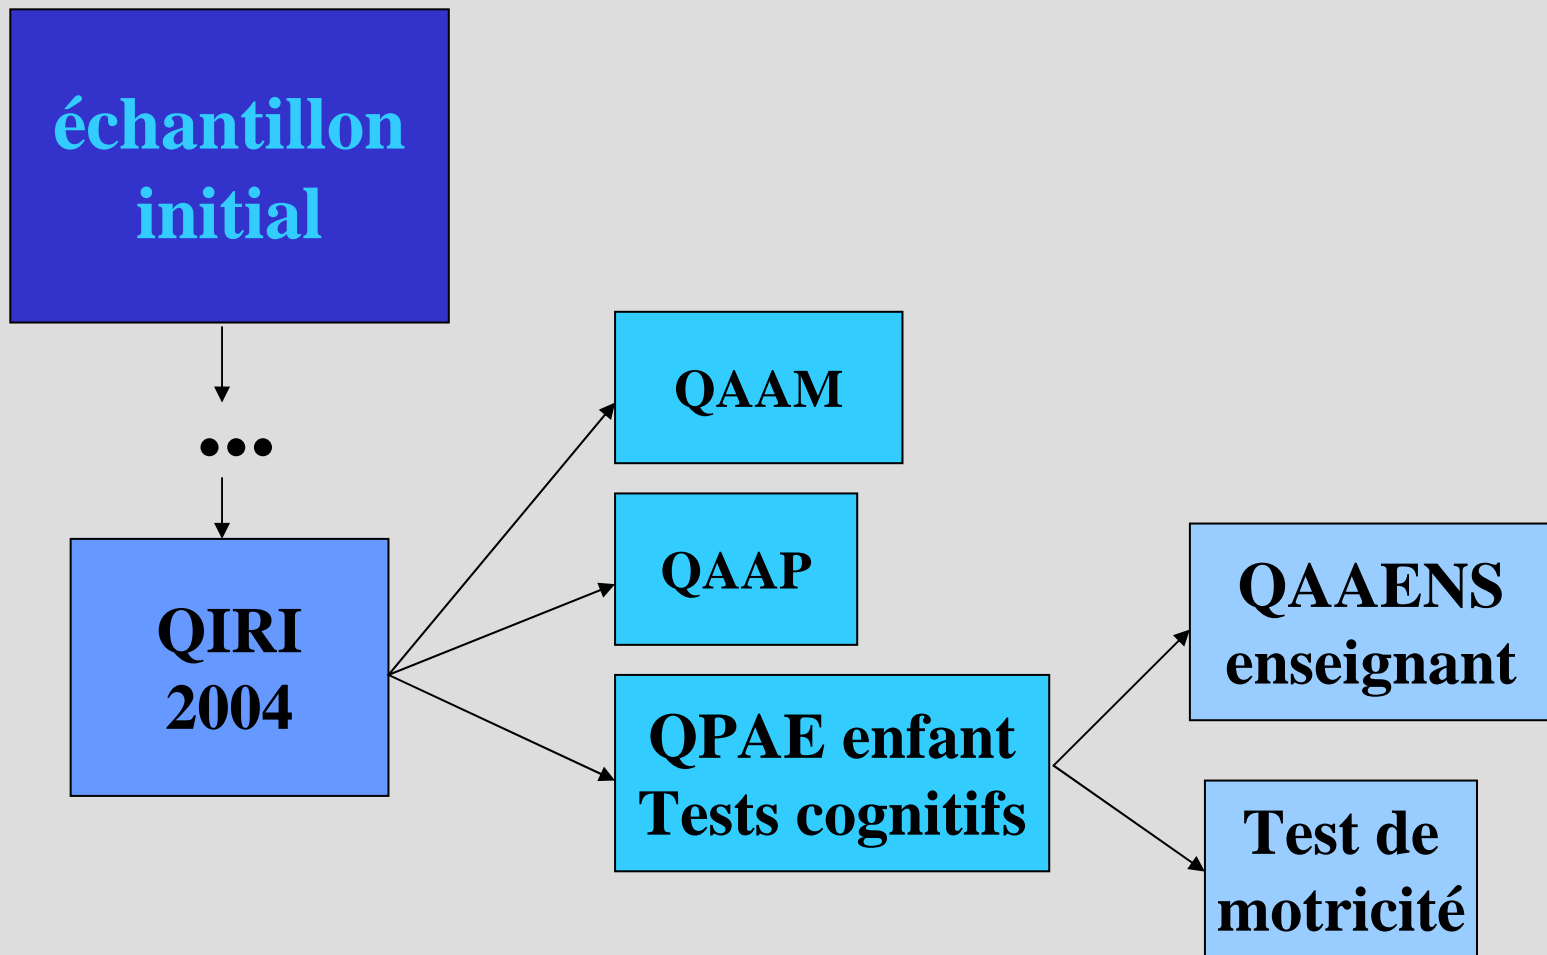 échantillon
initial
•••
QIRI
2004
QAAM
QAAP
QPAE enfant
Tests cognitifs
QAAENS
enseignant
Test de
motricité